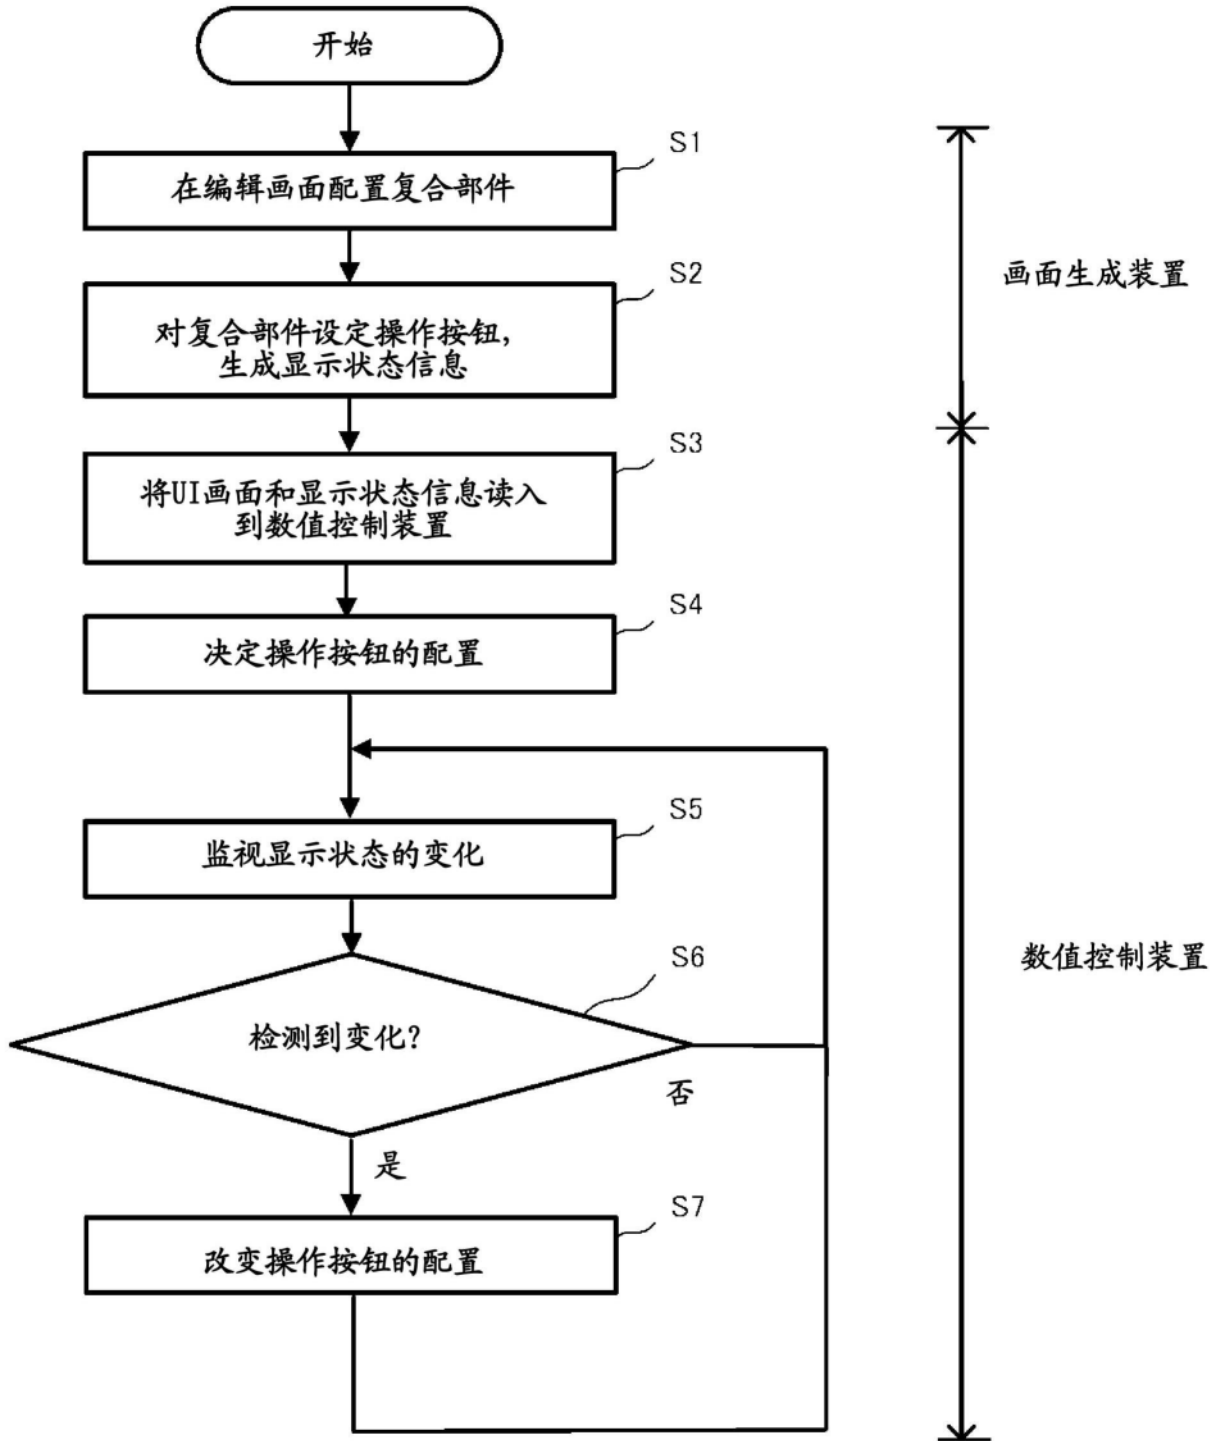 开始
S1
在编辑画面配置复合部件
S2
画面生成装置
对复合部件设定操作按钮,
生成显示状态信息
S3
将UI画面和显示状态信息读入
到数值控制装置
S4
决定操作按钮的配置
S5
监视显示状态的变化
S6
数值控制装置
检测到变化?
否
是
S7
改变操作按钮的配置